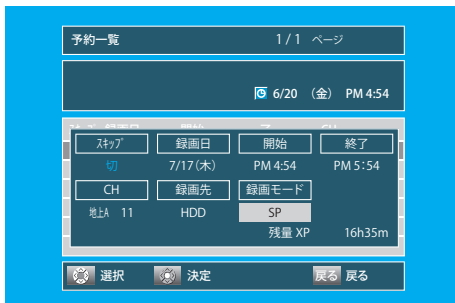 予約一覧 1/1 ページ
6/20 (金) PM 4:54
スキップ 録画日 開始 終了
切 7/17(木) PM 4:54 PM 5:54
CH 録画先 録画モード
地上A 11 HDD SP
残量 XP 16h35m
選択 決定 戻る 戻る